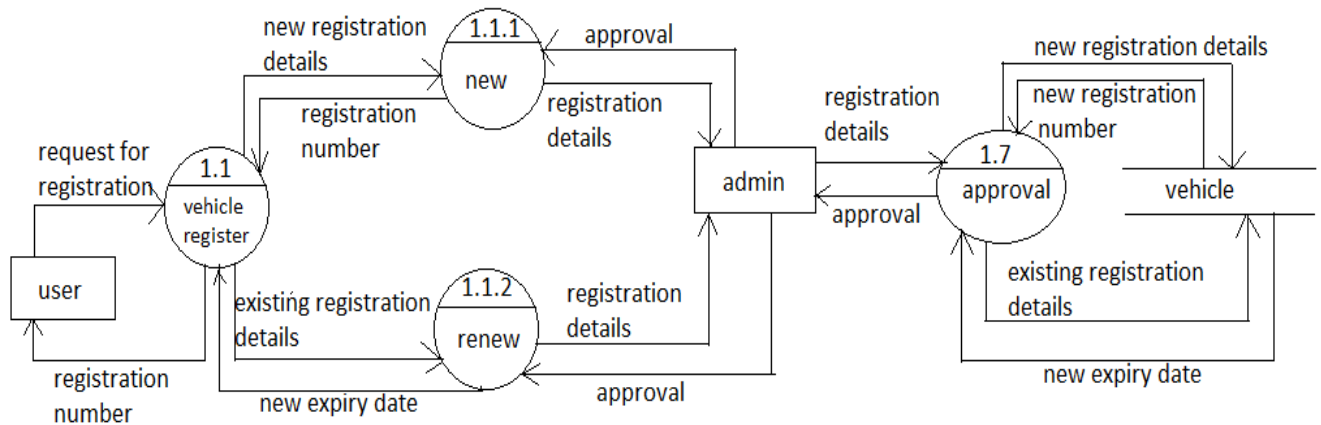 new registration
details
1.1.1
new
approval
registration
number
registration
details
request for
registration
1.1
vehicle
register
user
registration
number
existing registration
details
1.1.2
renew
new expiry date
registration
details
approval
admin
registration
details
approval
1.7
approval
new registration details
new registration
number
vehicle
existing registration
details
new expiry date